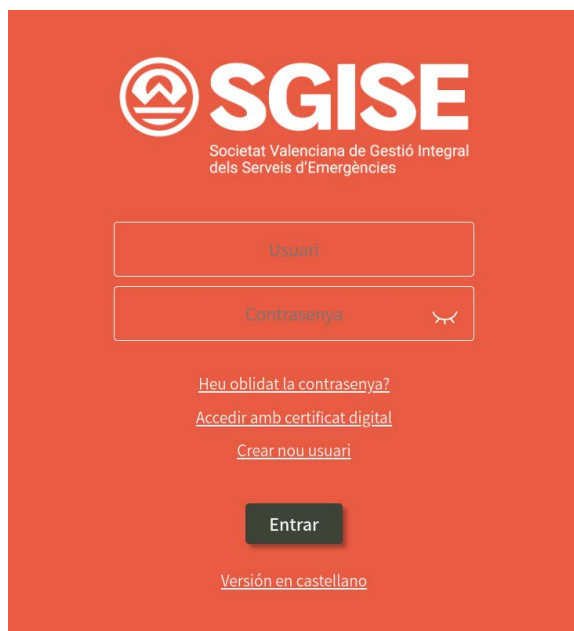 SGISE
Societat Valenciana de Gestió Integral
dels Serveis d'Emergències
Usuari
Contrasenya
Heu oblidat la contrasenya?
Accedir amb certificat digital
Crear nou usuari
Entrar
Versión en castellano